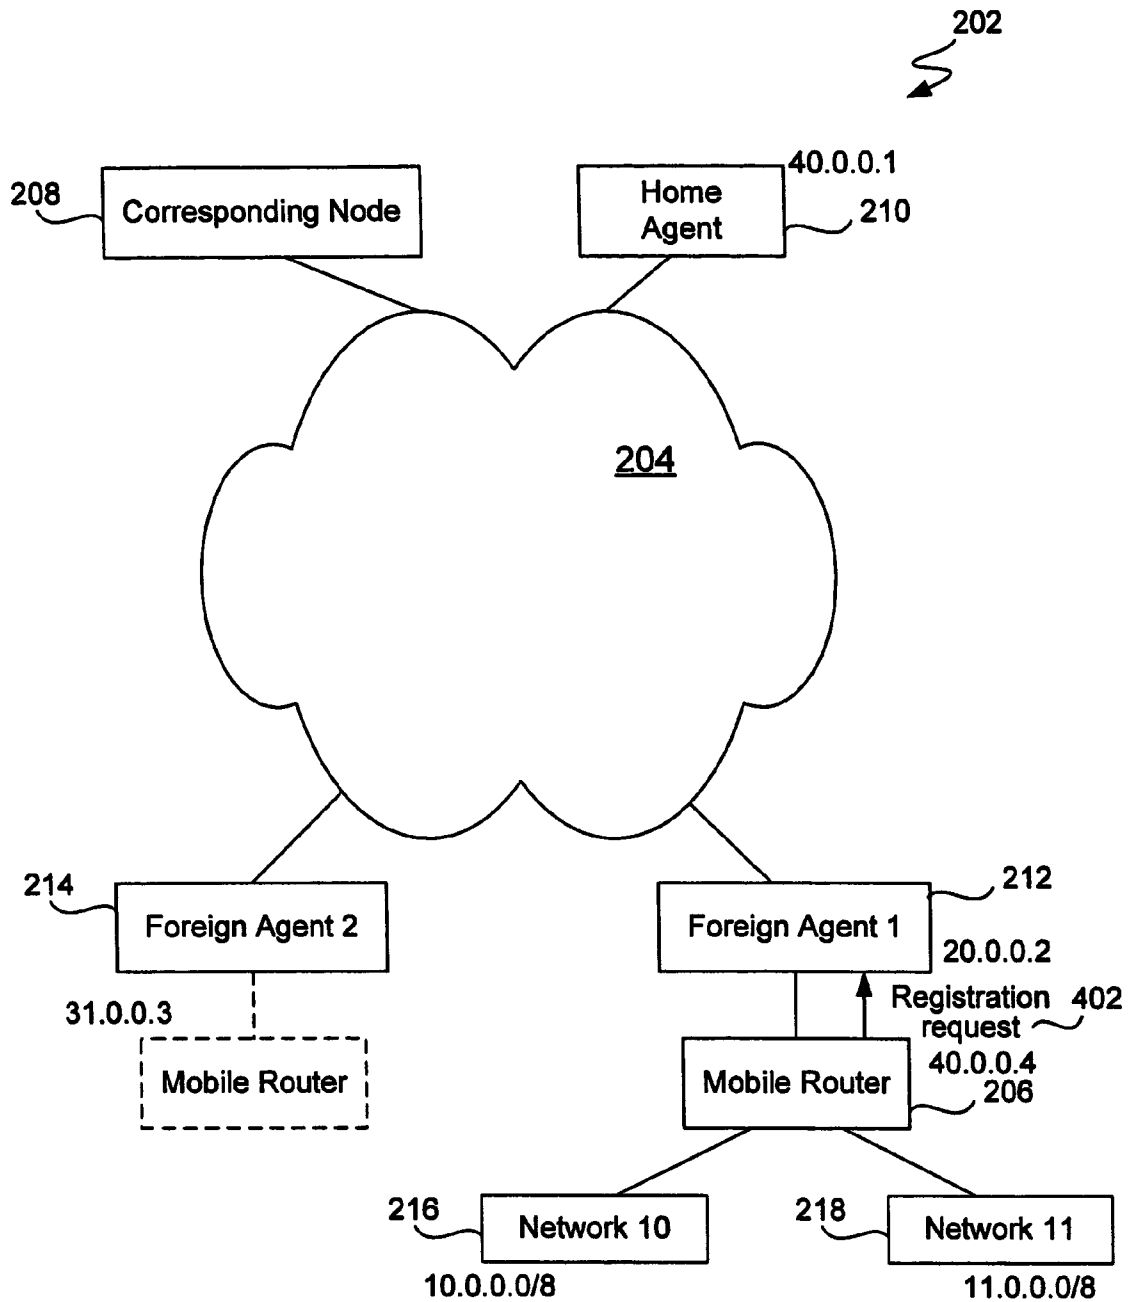 202
40.0.0.1
208
Corresponding Node
Home
Agent
210
204
214
Foreign Agent 2
Foreign Agent 1
212
20.0.0.2
31.0.0.3
Registration
request
402
40.0.0.4
Mobile Router
Mobile Router
206
216
Network 10
218
Network 11
10.0.0.0/8
11.0.0.0/8